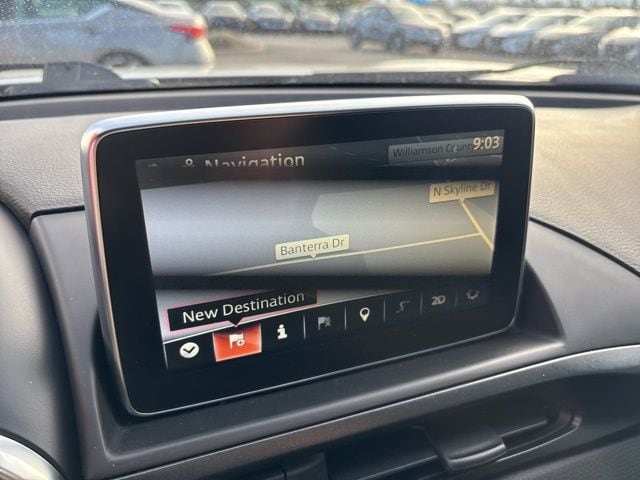 Navigation
Williamson Count
9:03
N Skyline Dr
Banterra Dr
New Destination
2D